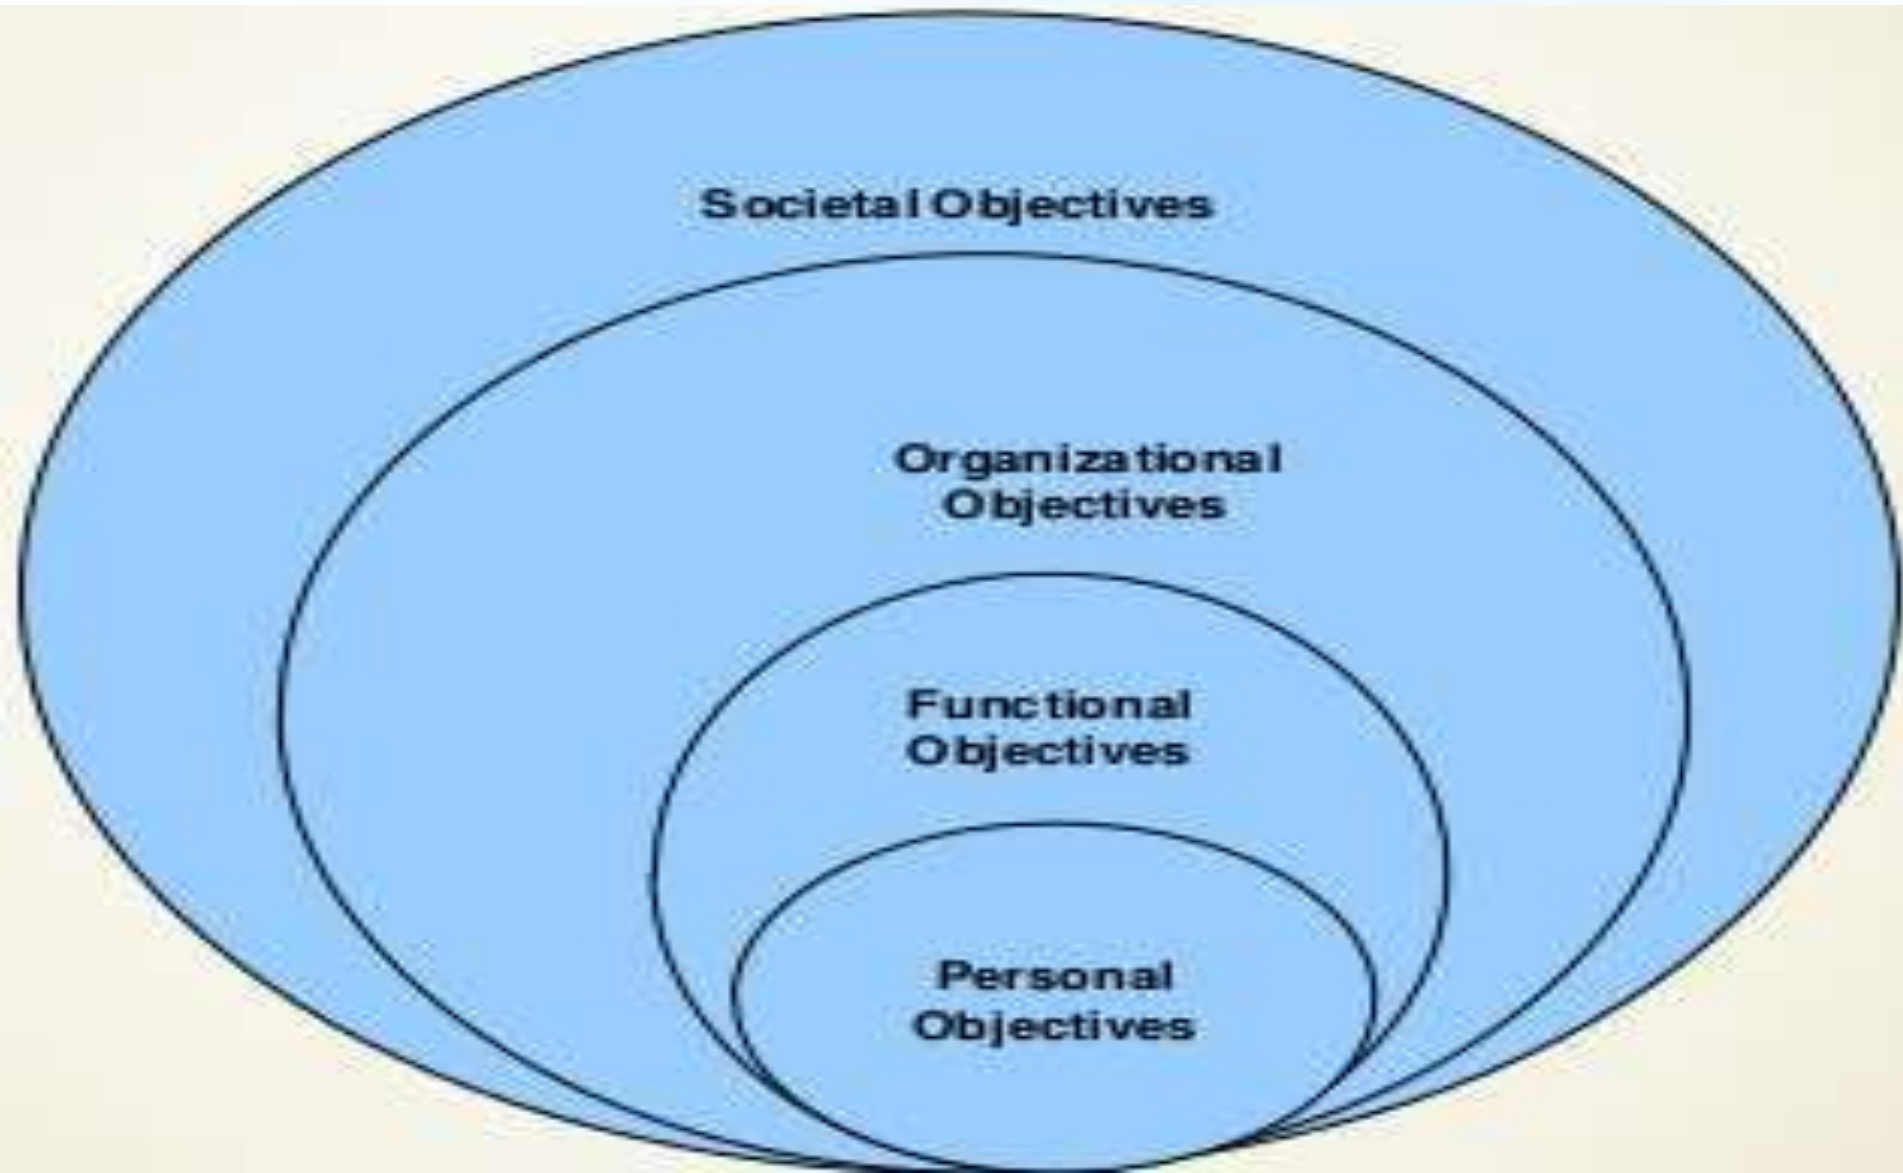 Societal Objectives
Organizational
Objectives
Functional
Objectives
Personal
Objectives